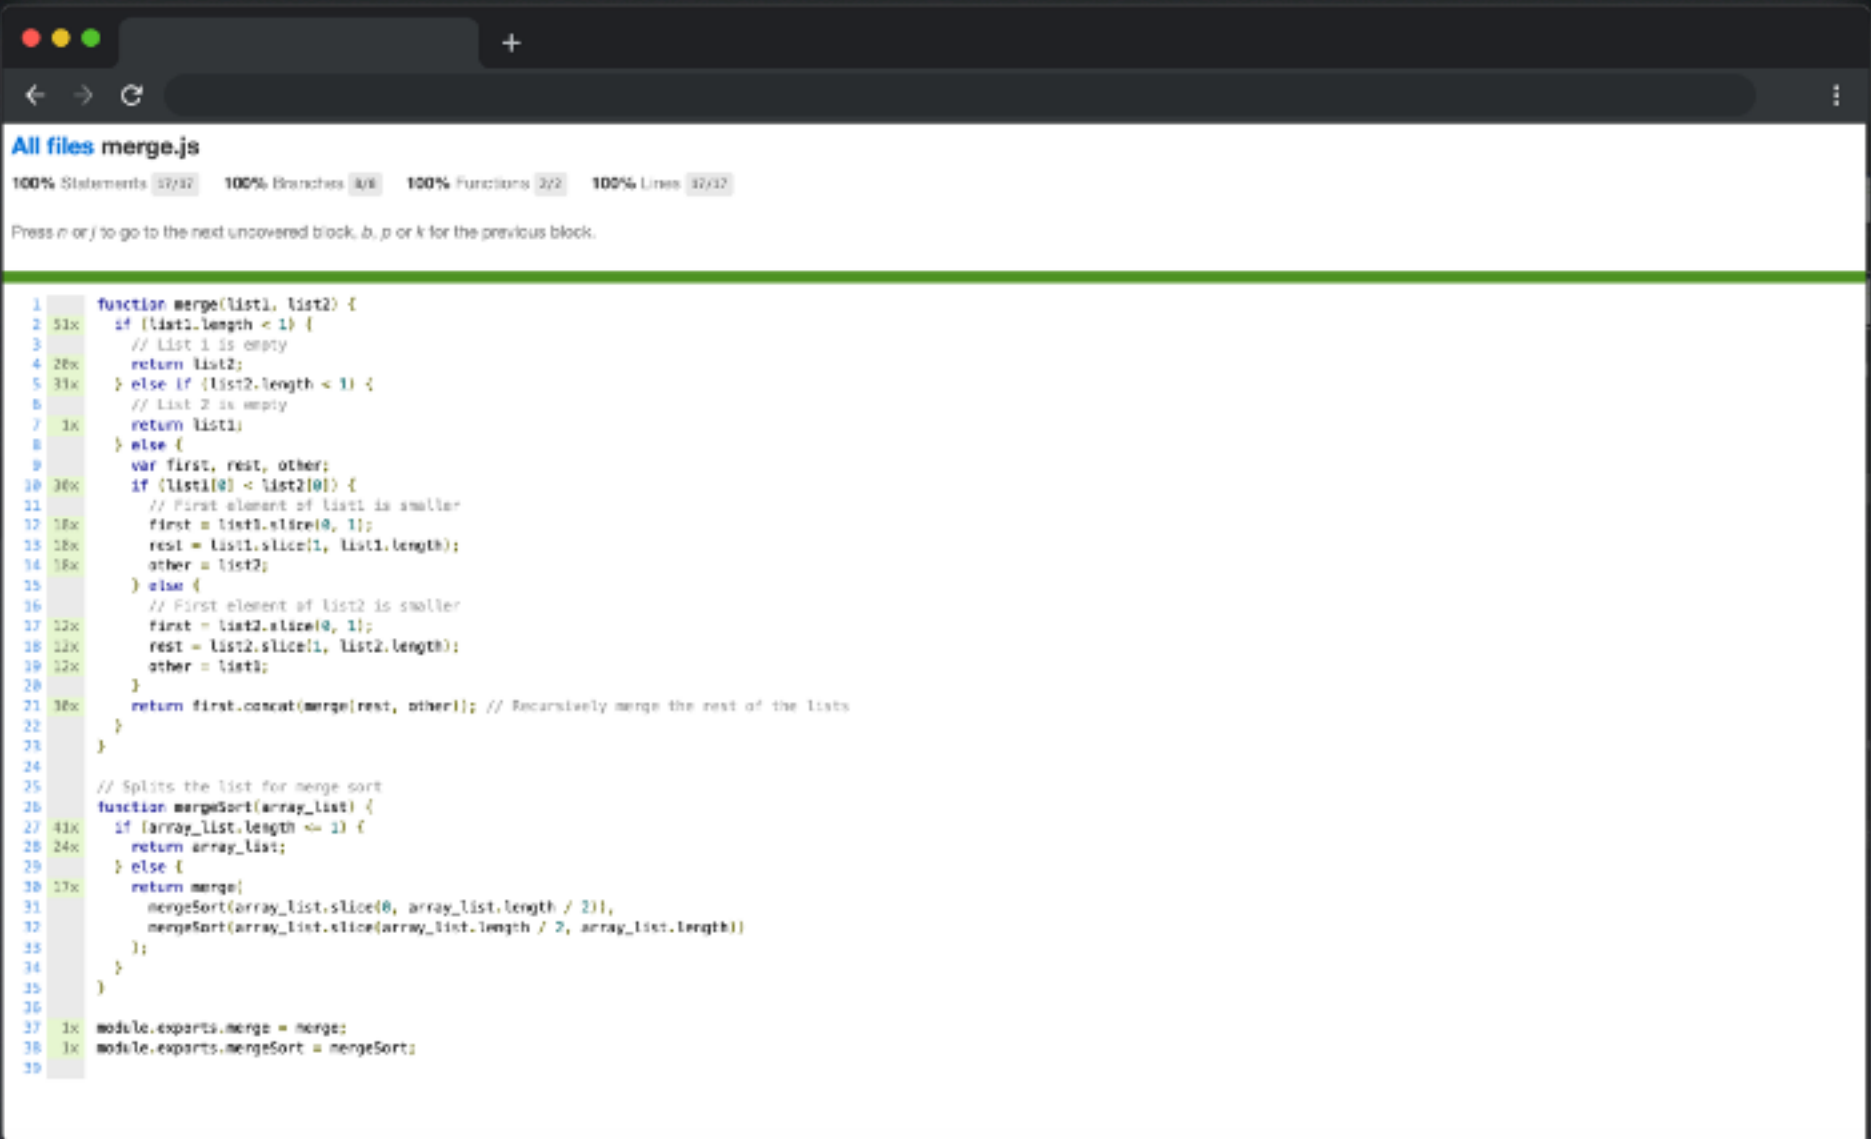 All files merge.js
100% Statements 17/17 100% Branches 8/8 100% Functions 2/2 100% Lines 17/17
Press n or j to go to the next uncovered block, b, p or k for the previous block.
1 function merge(list1, list2) {
2 51x if (list1.length < 1) {
3 // List 1 is empty
4 20x return list2;
5 31x } else if (list2.length < 1) {
6 // List 2 is empty
7 1x return list1;
8 } else {
9 var first, rest, other;
10 30x if (list1[0] < list2[0]) {
11 // First element of list1 is smaller
12 18x first = list1.slice(0, 1);
13 18x rest = list1.slice(1, list1.length);
14 18x other = list2;
15 } else {
16 // First element of list2 is smaller
17 12x first = list2.slice(0, 1);
18 12x rest = list2.slice(1, list2.length);
19 12x other = list1;
20 }
21 30x return first.concat(merge(rest, other)); // Recursively merge the rest of the lists
22 }
23 }
24
25 // Splits the list for merge sort
26 function mergeSort(array_list) {
27 41x if (array_list.length <= 1) {
28 24x return array_list;
29 } else {
30 17x return merge(
31 mergeSort(array_list.slice(0, array_list.length / 2)),
32 mergeSort(array_list.slice(array_list.length / 2, array_list.length))
33 );
34 }
35 }
36
37 1x module.exports.merge = merge;
38 1x module.exports.mergeSort = mergeSort;
39